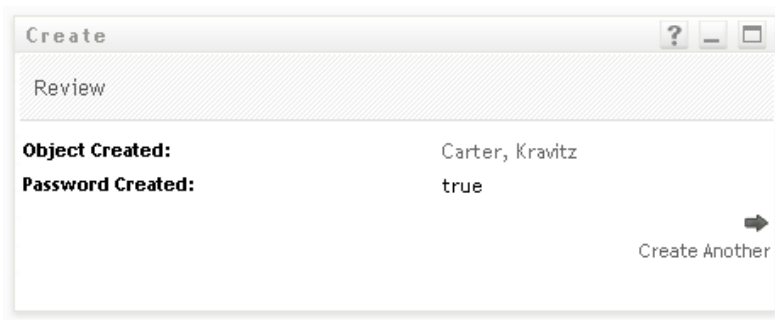 Create ?
Review
Object Created: Carter, Kravitz
Password Created: true
Create Another